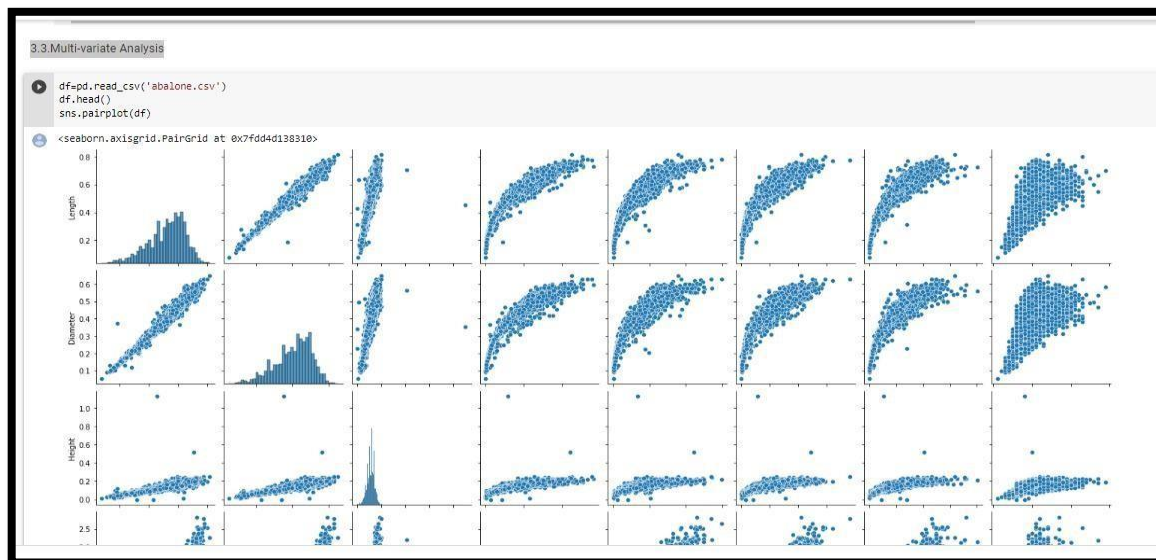 3.3.Multi-variate Analysis
df=pd.read_csv('abalone.csv')
df.head()
sns.pairplot(df)
<seaborn.axisgrid.PairGrid at 0x7fdd4d138310>
0.8
0.6
Length
0.4
0.2
0.6
0.5
0.4
Diameter
0.3
0.2
0.1
1.0
0.8
0.6
Height
0.4
0.2
0.0
2.5